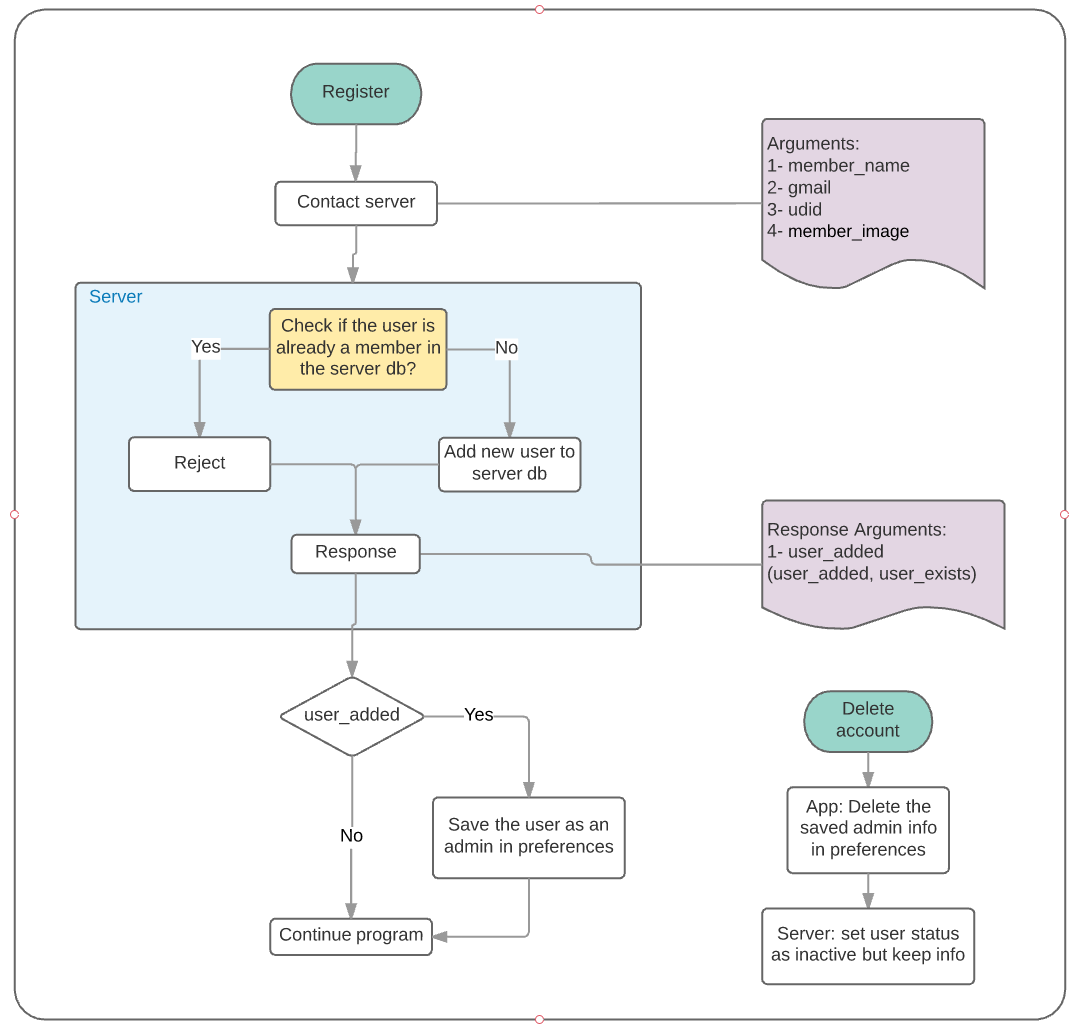 Register
Contact server
Arguments:
1- member_name
2- gmail
3- udid
4- member_image
Server
Check if the user is
already a member in
the server db?
Yes
No
Reject
Add new user to
server db
Response
Response Arguments:
1- user_added
(user_added, user_exists)
user_added
Yes
No
Save the user as an
admin in preferences
Continue program
Delete
account
App: Delete the
saved admin info
in preferences
Server: set user status
as inactive but keep info